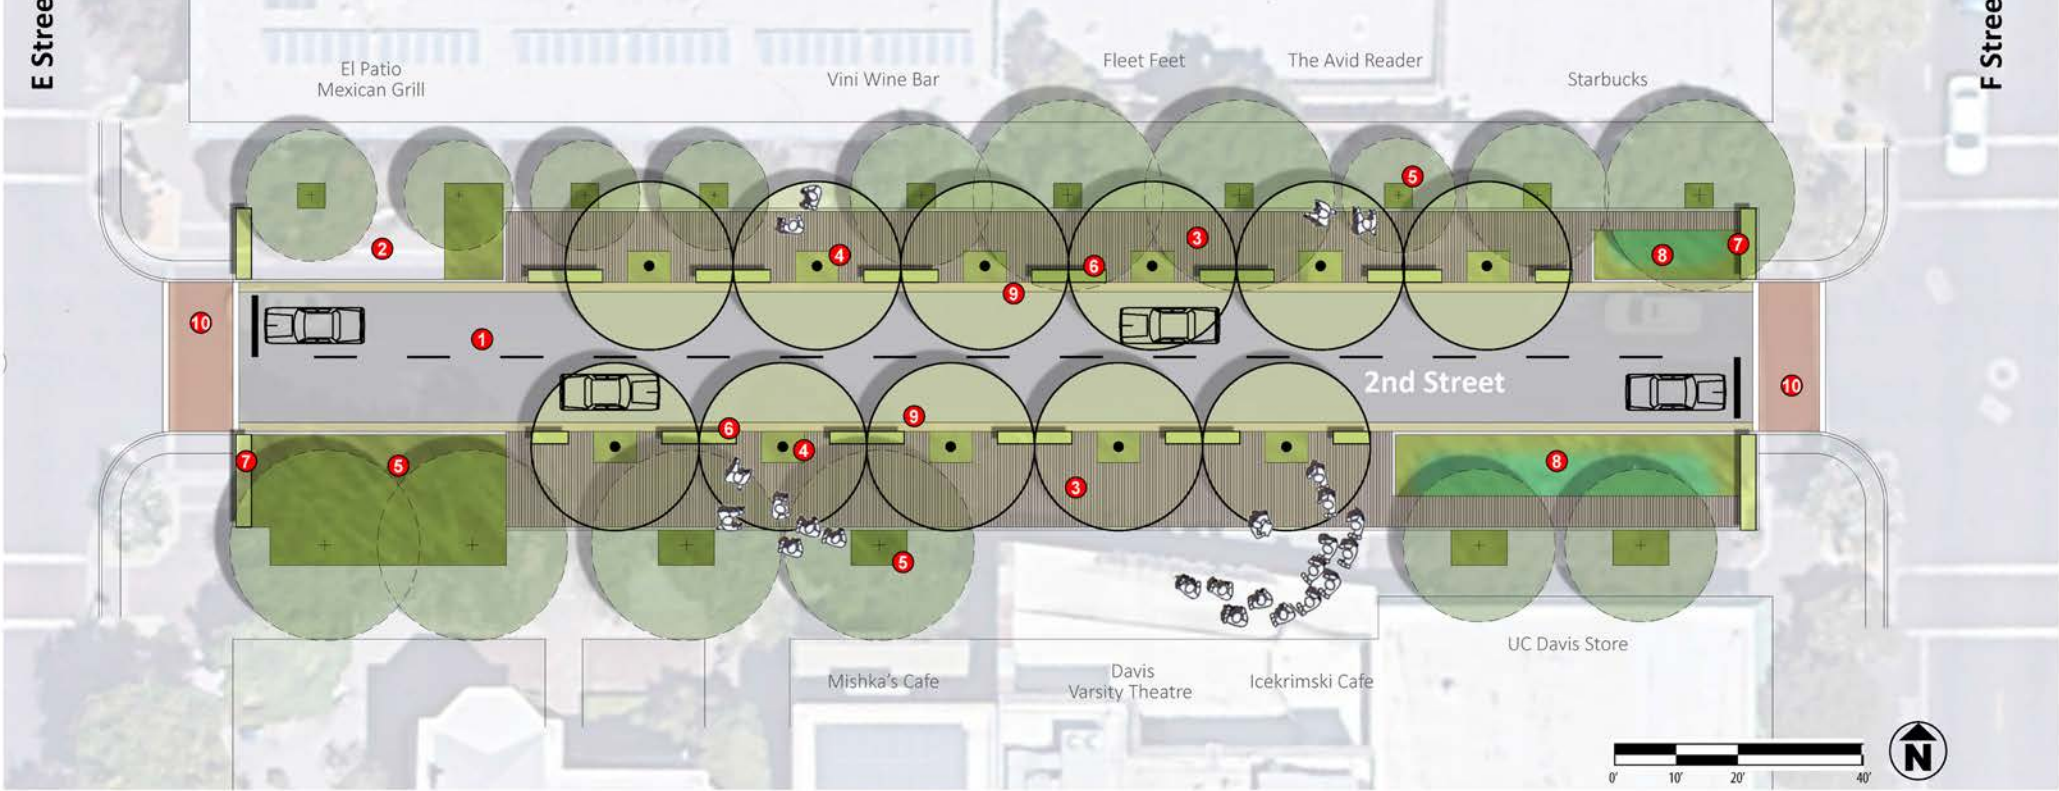 E Stree
F Stree
El Patio
Mexican Grill
Vini Wine Bar
Fleet Feet
The Avid Reader
Starbucks
5
2
3
4
6
8
7
9
10
1
2nd Street
10
9
6
4
7
5
3
8
5
UC Davis Store
Mishka's Cafe
Davis
Varsity Theatre
Icekrimski Cafe
0' 10' 20' 40'
N